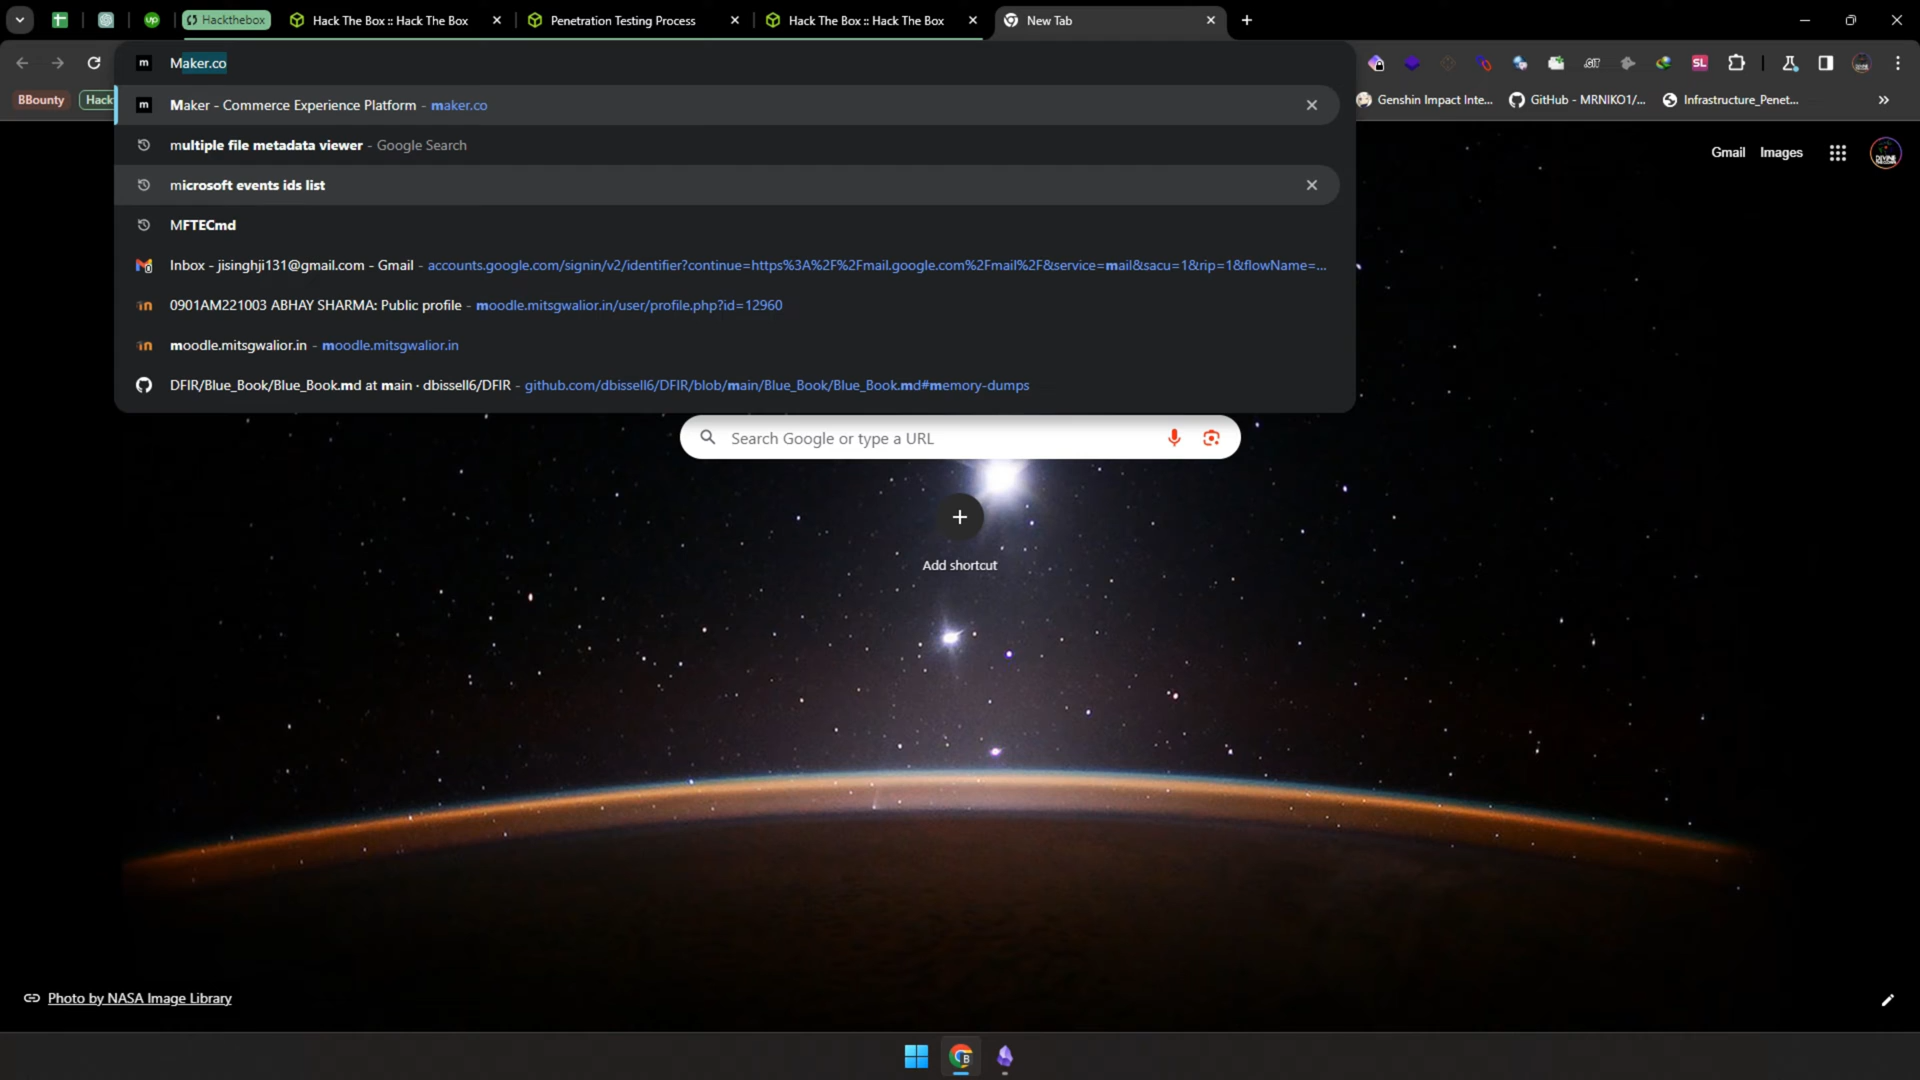 Hackthebox
Hack The Box :: Hack The Box
Penetration Testing Process
Hack The Box :: Hack The Box
New Tab
Maker.co
BBounty
Hack
Maker - Commerce Experience Platform - maker.co
multiple file metadata viewer - Google Search
microsoft events ids list
MFTECmd
Inbox - jisinghji131@gmail.com - Gmail - accounts.google.com/signin/v2/identifier?continue=https%3A%2F%2Fmail.google.com%2Fmail%2F&service=mail&sacu=1&rip=1&flowName=...
0901AM221003 ABHAY SHARMA: Public profile - moodle.mitsgwalior.in/user/profile.php?id=12960
moodle.mitsgwalior.in - moodle.mitsgwalior.in
DFIR/Blue_Book/Blue_Book.md at main · dbissell6/DFIR - github.com/dbissell6/DFIR/blob/main/Blue_Book/Blue_Book.md#memory-dumps
Genshin Impact Inte...
GitHub - MRNIKO1/...
Infrastructure_Penet...
Gmail
Images
Search Google or type a URL
Add shortcut
Photo by NASA Image Library